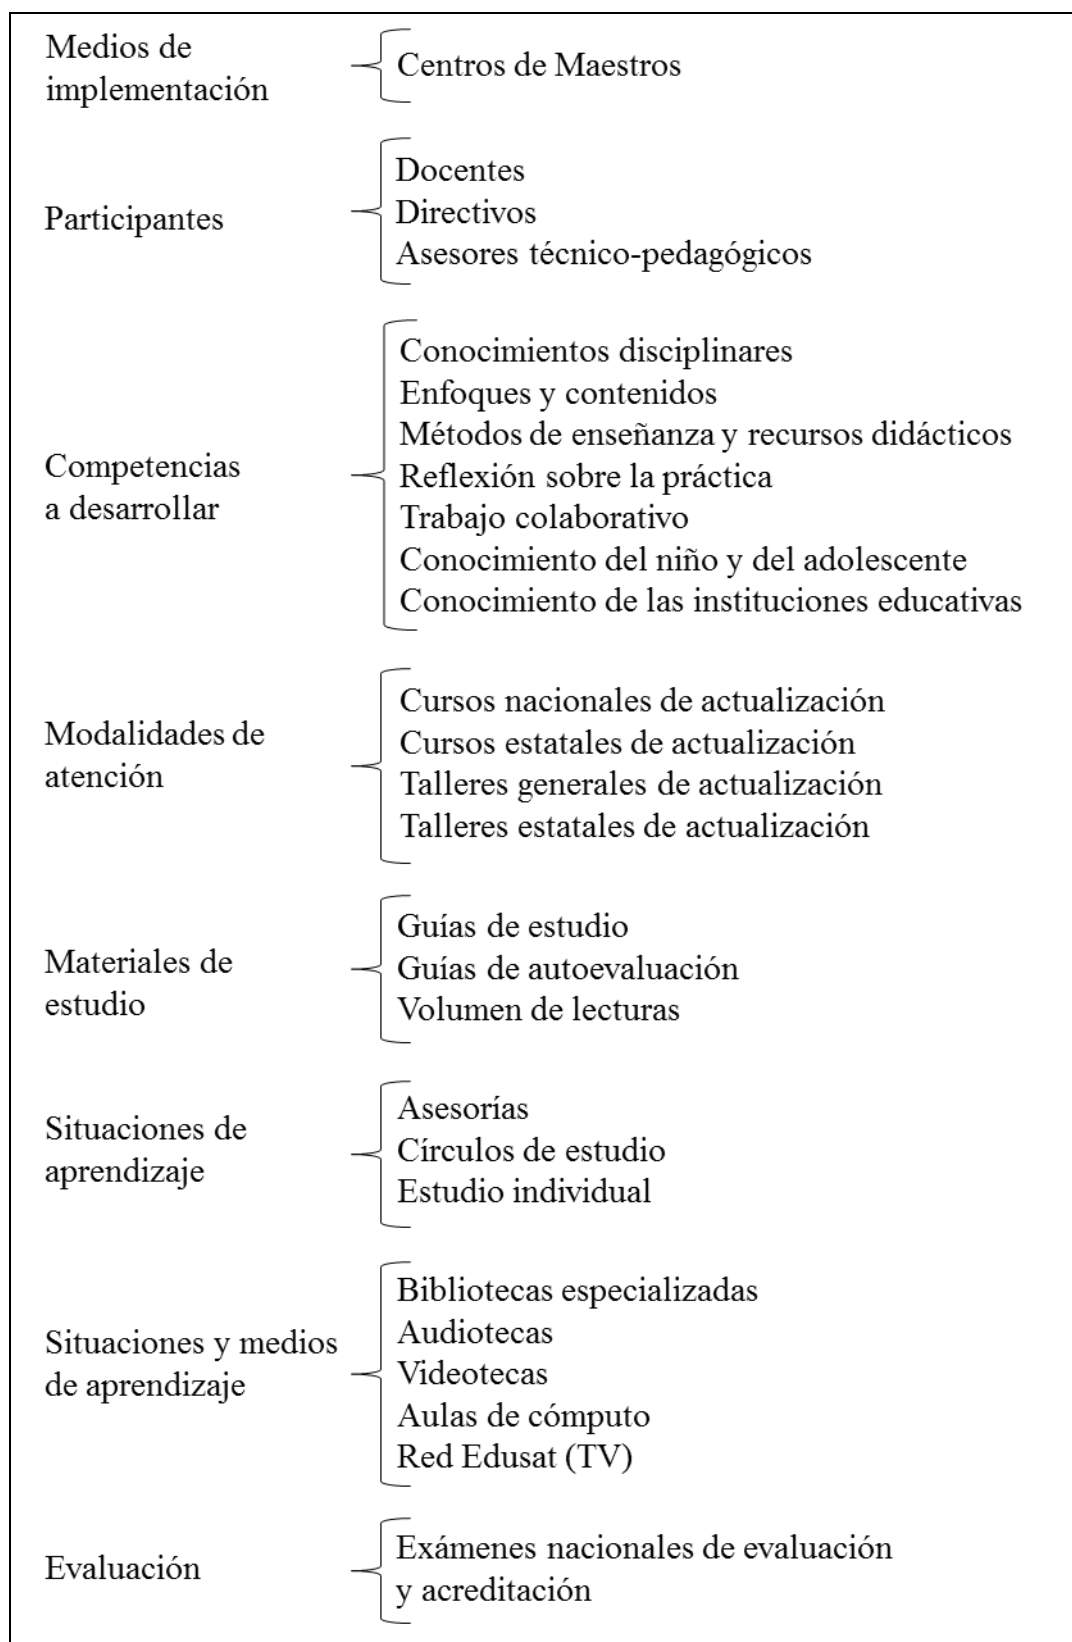 Medios de
implementación
Centros de Maestros
Participantes
Docentes
Directivos
Asesores técnico-pedagógicos
Competencias
a desarrollar
Conocimientos disciplinares
Enfoques y contenidos
Métodos de enseñanza y recursos didácticos
Reflexión sobre la práctica
Trabajo colaborativo
Conocimiento del niño y del adolescente
Conocimiento de las instituciones educativas
Modalidades de
atención
Cursos nacionales de actualización
Cursos estatales de actualización
Talleres generales de actualización
Talleres estatales de actualización
Materiales de
estudio
Guías de estudio
Guías de autoevaluación
Volumen de lecturas
Situaciones de
aprendizaje
Asesorías
Círculos de estudio
Estudio individual
Situaciones y medios
de aprendizaje
Bibliotecas especializadas
Audiotecas
Videotecas
Aulas de cómputo
Red Edusat (TV)
Evaluación
Exámenes nacionales de evaluación
y acreditación